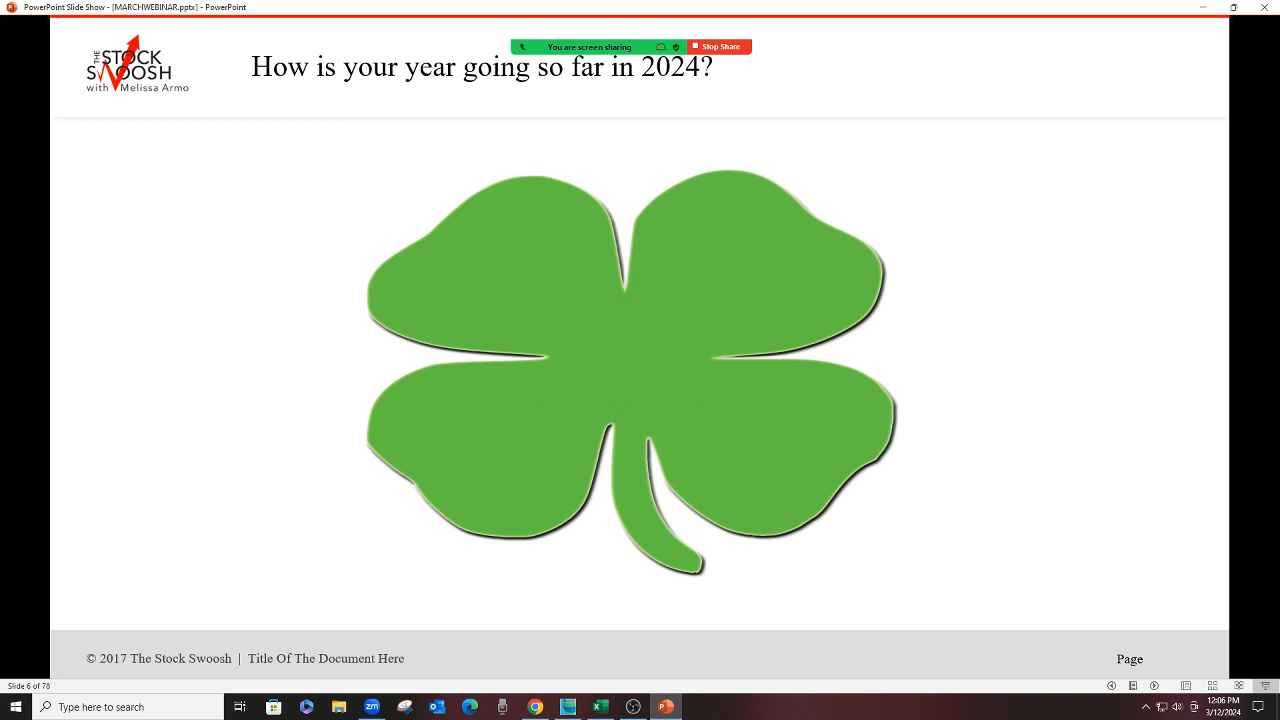 PowerPoint Slide Show - [MARCHWEBINAR.pptx] - PowerPoint
You are screen sharing
Stop Share
THE STOCK
SWOOSH
with Melissa Armo
How is your year going so far in 2024?
© 2017 The Stock Swoosh | Title Of The Document Here
Page
Slide 6 of 78
Type here to search
12:06 PM
3/12/2024